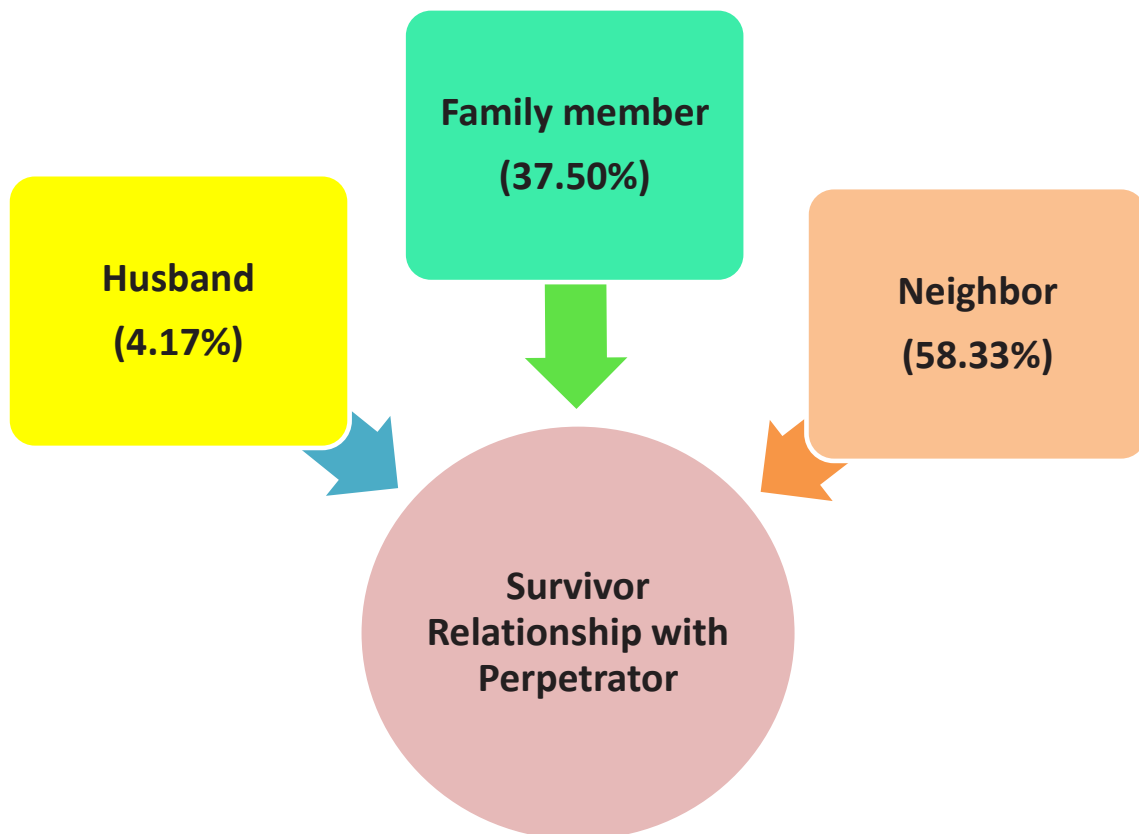 Family member
(37.50%)
Husband
(4.17%)
Neighbor
(58.33%)
Survivor
Relationship with
Perpetrator